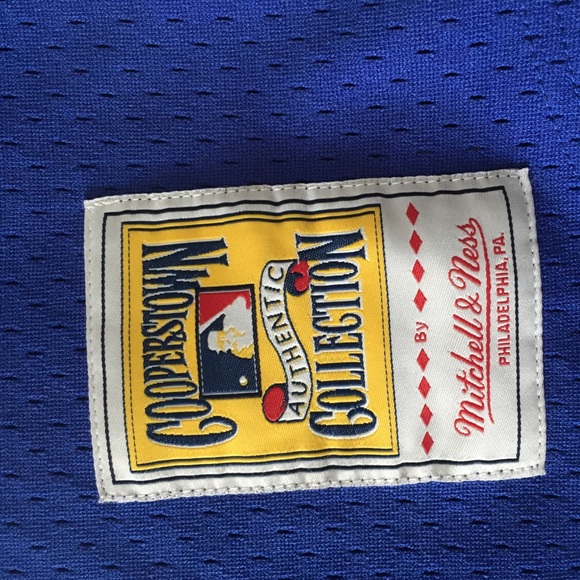 COOPERSTOWN
AUTHENTIC
COLLECTION
By
Mitchell & Ness
PHILADELPHIA, PA.